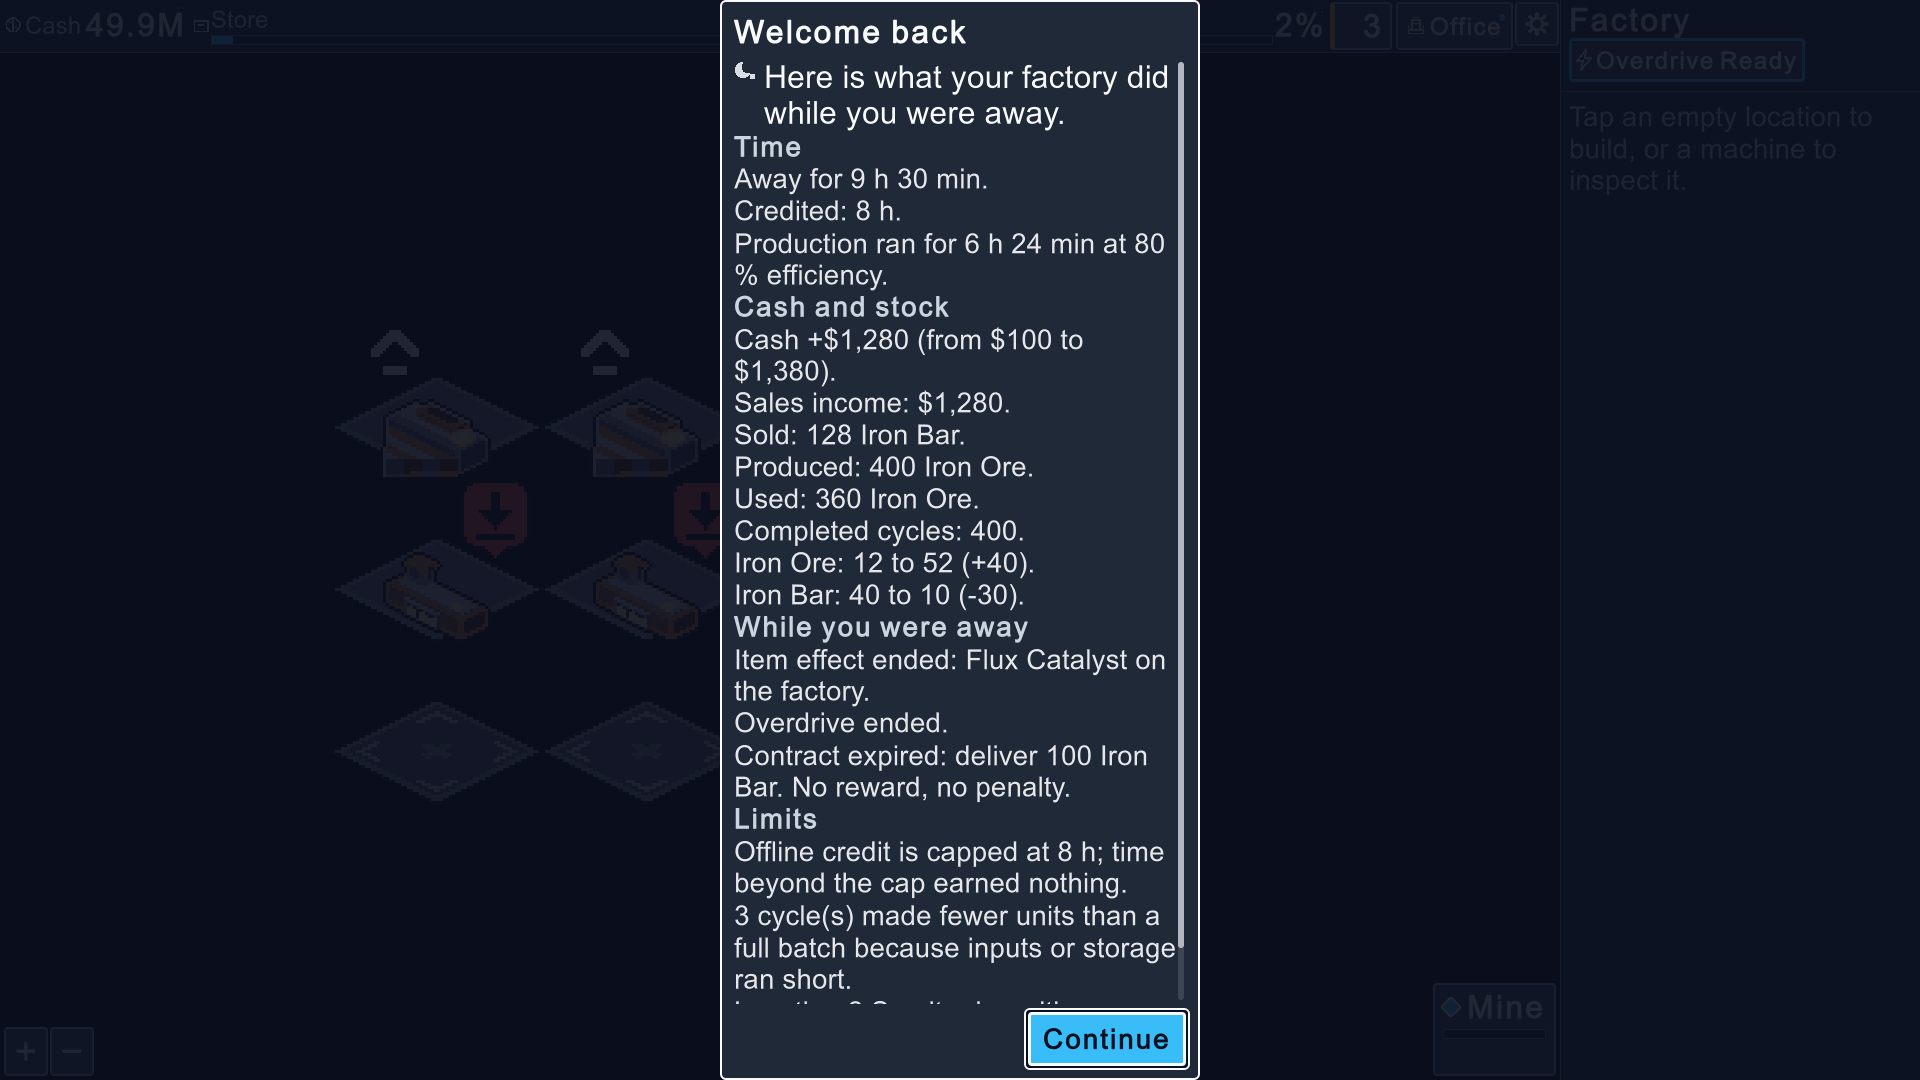 Cash 49.9M
Store
2%
3
Office
Factory
Overdrive Ready
Tap an empty location to
build, or a machine to
inspect it.
Welcome back
Here is what your factory did
while you were away.
Time
Away for 9 h 30 min.
Credited: 8 h.
Production ran for 6 h 24 min at 80
% efficiency.
Cash and stock
Cash +$1,280 (from $100 to
$1,380).
Sales income: $1,280.
Sold: 128 Iron Bar.
Produced: 400 Iron Ore.
Used: 360 Iron Ore.
Completed cycles: 400.
Iron Ore: 12 to 52 (+40).
Iron Bar: 40 to 10 (-30).
While you were away
Item effect ended: Flux Catalyst on
the factory.
Overdrive ended.
Contract expired: deliver 100 Iron
Bar. No reward, no penalty.
Limits
Offline credit is capped at 8 h; time
beyond the cap earned nothing.
3 cycle(s) made fewer units than a
full batch because inputs or storage
ran short.
Continue
Mine
+ −